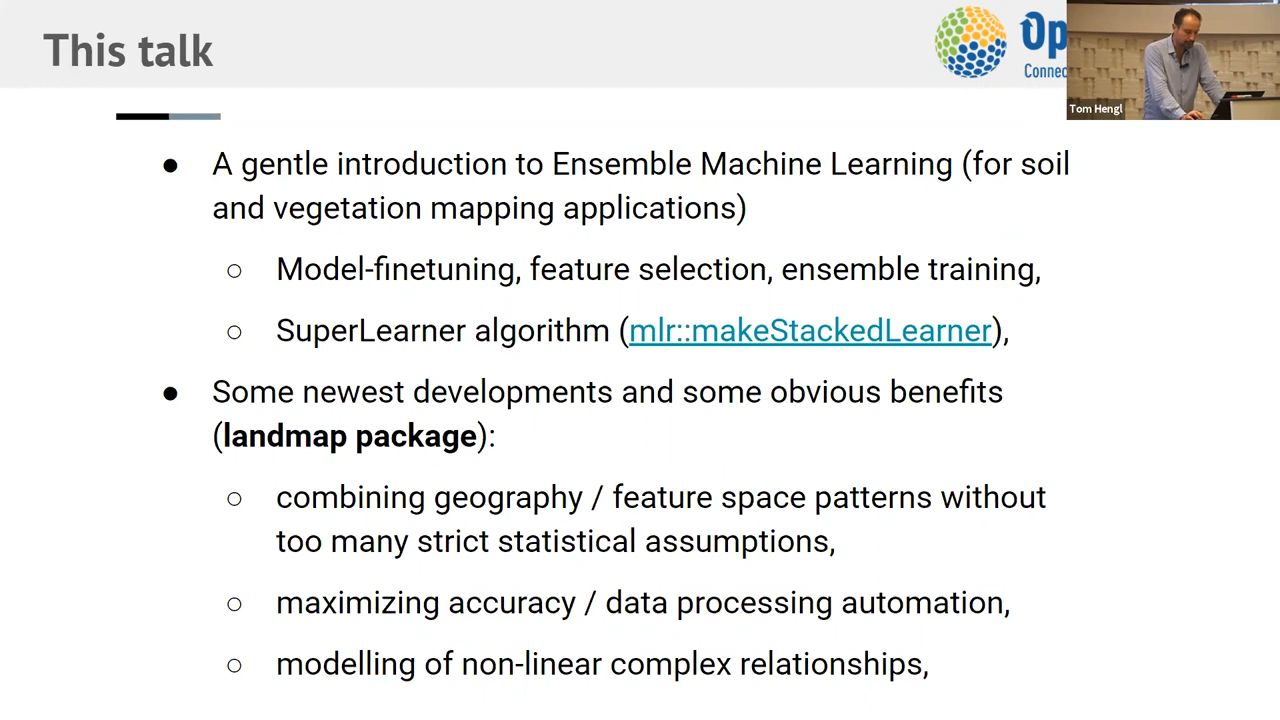 This talk
Op
Connec
Tom Hengl
● A gentle introduction to Ensemble Machine Learning (for soil
and vegetation mapping applications)
○ Model-finetuning, feature selection, ensemble training,
○ SuperLearner algorithm (mlr::makeStackedLearner),
● Some newest developments and some obvious benefits
(landmap package):
○ combining geography / feature space patterns without
too many strict statistical assumptions,
○ maximizing accuracy / data processing automation,
○ modelling of non-linear complex relationships,